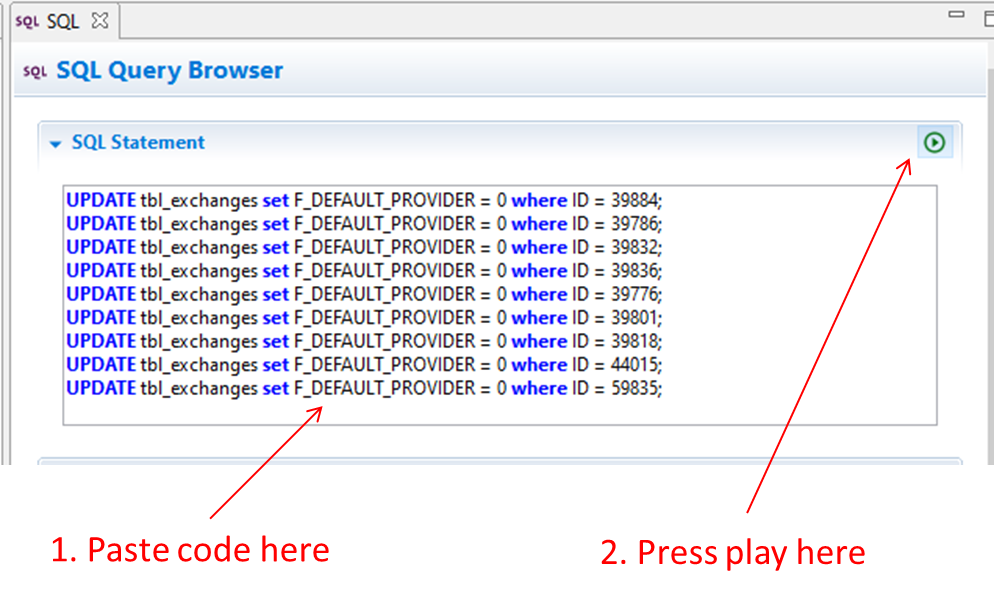 SQL SQL
SQL SQL Query Browser
SQL Statement
UPDATE tbl_exchanges set F_DEFAULT_PROVIDER = 0 where ID = 39884;
UPDATE tbl_exchanges set F_DEFAULT_PROVIDER = 0 where ID = 39786;
UPDATE tbl_exchanges set F_DEFAULT_PROVIDER = 0 where ID = 39832;
UPDATE tbl_exchanges set F_DEFAULT_PROVIDER = 0 where ID = 39836;
UPDATE tbl_exchanges set F_DEFAULT_PROVIDER = 0 where ID = 39776;
UPDATE tbl_exchanges set F_DEFAULT_PROVIDER = 0 where ID = 39801;
UPDATE tbl_exchanges set F_DEFAULT_PROVIDER = 0 where ID = 39818;
UPDATE tbl_exchanges set F_DEFAULT_PROVIDER = 0 where ID = 44015;
UPDATE tbl_exchanges set F_DEFAULT_PROVIDER = 0 where ID = 59835;
1. Paste code here
2. Press play here